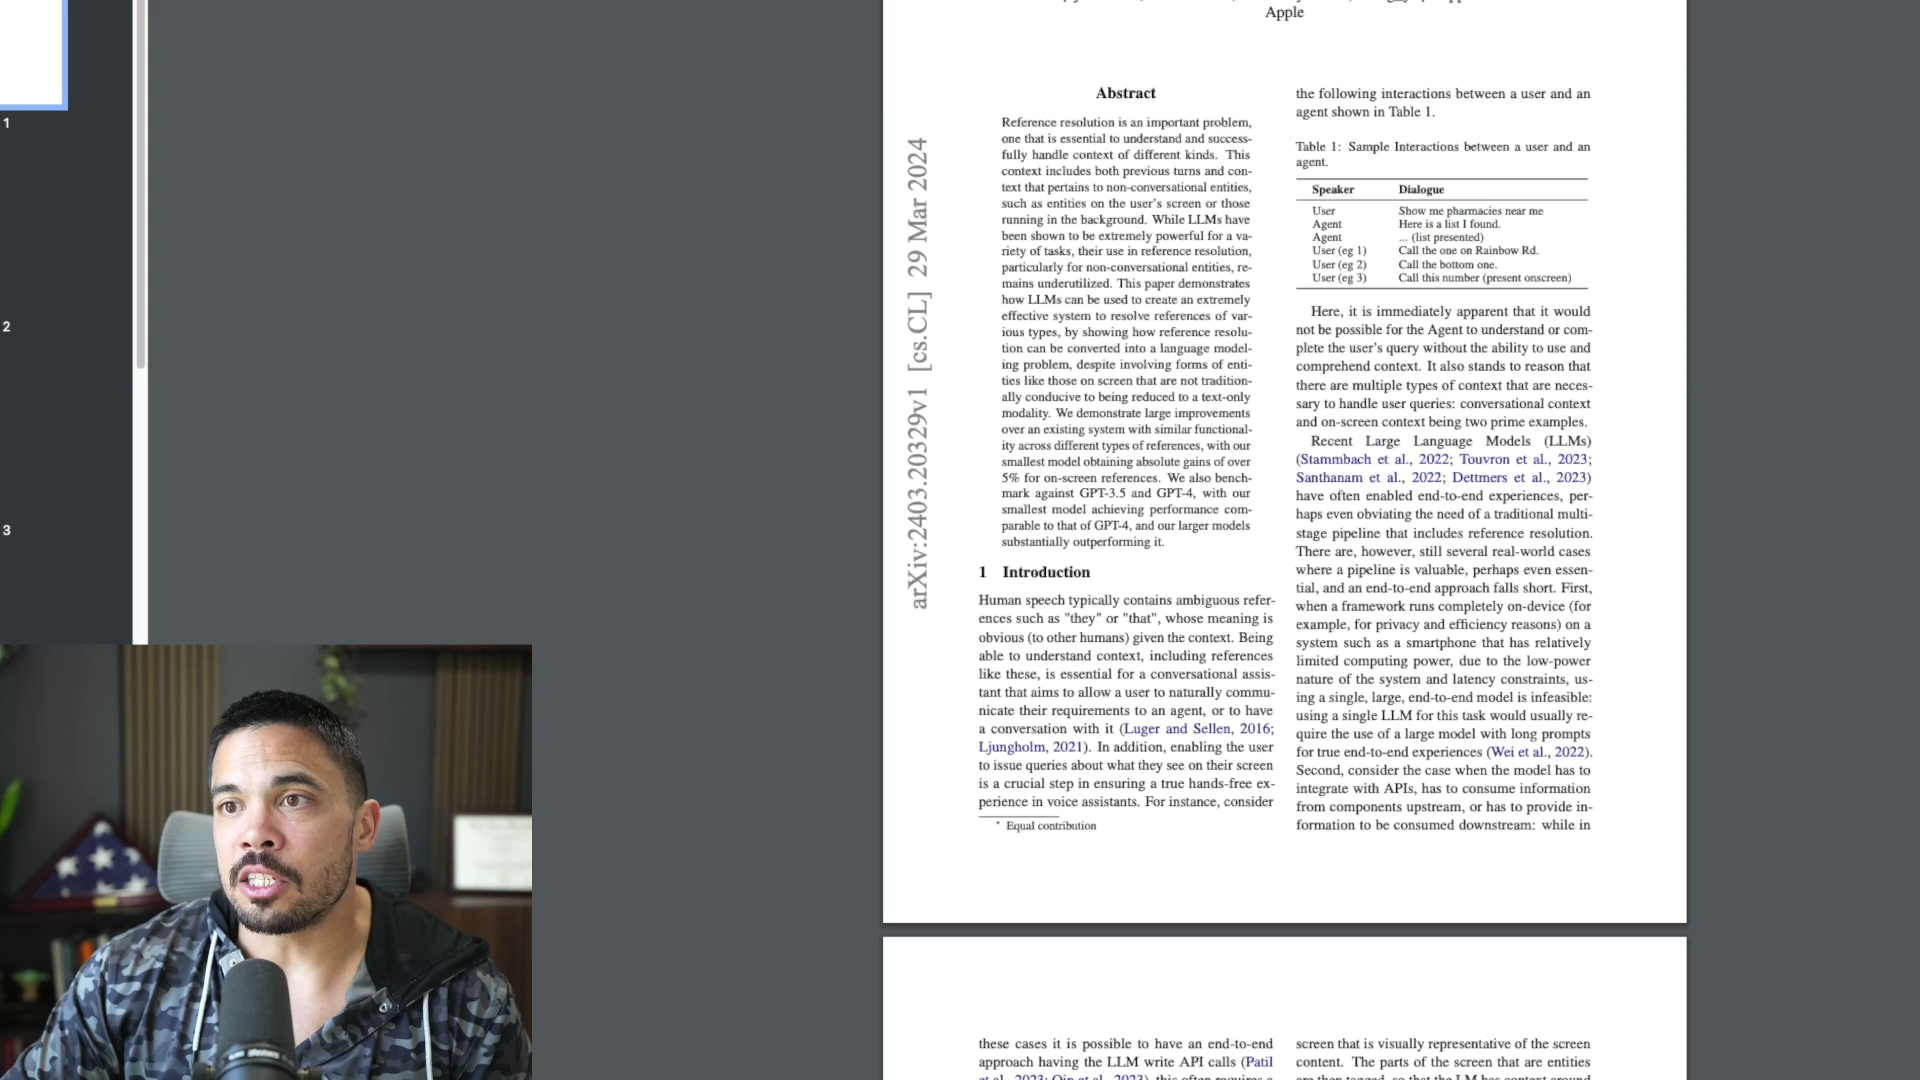 Apple
Abstract
Reference resolution is an important problem,
one that is essential to understand and success-
fully handle context of different kinds. This
context includes both previous turns and con-
text that pertains to non-conversational entities,
such as entities on the user's screen or those
running in the background. While LLMs have
been shown to be extremely powerful for a va-
riety of tasks, their use in reference resolution,
particularly for non-conversational entities, re-
mains underutilized. This paper demonstrates
how LLMs can be used to create an extremely
effective system to resolve references of var-
ious types, by showing how reference resolu-
tion can be converted into a language model-
ing problem, despite involving forms of enti-
ties like those on screen that are not tradition-
ally conducive to being reduced to a text-only
modality. We demonstrate large improvements
over an existing system with similar functional-
ity across different types of references, with our
smallest model obtaining absolute gains of over
5% for on-screen references. We also bench-
mark against GPT-3.5 and GPT-4, with our
smallest model achieving performance com-
parable to that of GPT-4, and our larger models
substantially outperforming it.
1 Introduction
Human speech typically contains ambiguous refer-
ences such as "they" or "that", whose meaning is
obvious (to other humans) given the context. Being
able to understand context, including references
like these, is essential for a conversational assis-
tant that aims to allow a user to naturally commu-
nicate their requirements to an agent, or to have
a conversation with it (Luger and Sellen, 2016;
Ljungholm, 2021). In addition, enabling the user
to issue queries about what they see on their screen
is a crucial step in ensuring a true hands-free ex-
perience in voice assistants. For instance, consider
* Equal contribution
the following interactions between a user and an
agent shown in Table 1.
Table 1: Sample Interactions between a user and an
agent.
Speaker Dialogue
User Show me pharmacies near me
Agent Here is a list I found.
Agent ... (list presented)
User (eg 1) Call the one on Rainbow Rd.
User (eg 2) Call the bottom one.
User (eg 3) Call this number (present onscreen)
Here, it is immediately apparent that it would
not be possible for the Agent to understand or com-
plete the user's query without the ability to use and
comprehend context. It also stands to reason that
there are multiple types of context that are neces-
sary to handle user queries: conversational context
and on-screen context being two prime examples.
Recent Large Language Models (LLMs)
(Stammbach et al., 2022; Touvron et al., 2023;
Santhanam et al., 2022; Dettmers et al., 2023)
have often enabled end-to-end experiences, per-
haps even obviating the need of a traditional multi-
stage pipeline that includes reference resolution.
There are, however, still several real-world cases
where a pipeline is valuable, perhaps even essen-
tial, and an end-to-end approach falls short. First,
when a framework runs completely on-device (for
example, for privacy and efficiency reasons) on a
system such as a smartphone that has relatively
limited computing power, due to the low-power
nature of the system and latency constraints, us-
ing a single, large, end-to-end model is infeasible:
using a single LLM for this task would usually re-
quire the use of a large model with long prompts
for true end-to-end experiences (Wei et al., 2022).
Second, consider the case when the model has to
integrate with APIs, has to consume information
from components upstream, or has to provide in-
formation to be consumed downstream: while in
arXiv:2403.20329v1 [cs.CL] 29 Mar 2024
these cases it is possible to have an end-to-end
approach having the LLM write API calls (Patil
screen that is visually representative of the screen
content. The parts of the screen that are entities
1
2
3